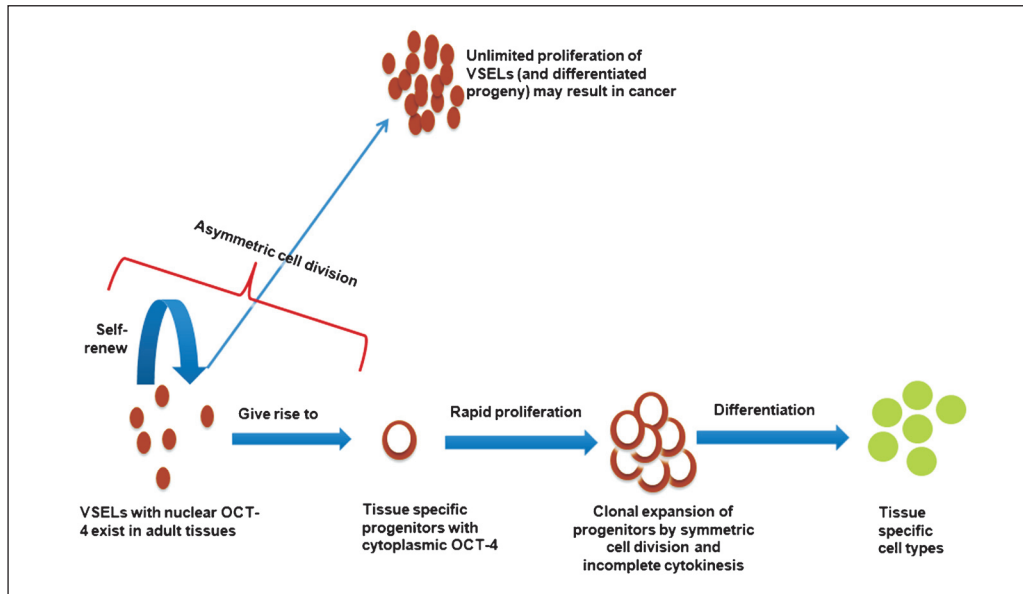 Unlimited proliferation of
VSELs (and differentiated
progeny) may result in cancer
Asymmetric cell division
Self-
renew
Give rise to
Rapid proliferation
Differentiation
VSELs with nuclear OCT-
4 exist in adult tissues
Tissue specific
progenitors with
cytoplasmic OCT-4
Clonal expansion of
progenitors by symmetric
cell division and
incomplete cytokinesis
Tissue
specific
cell types